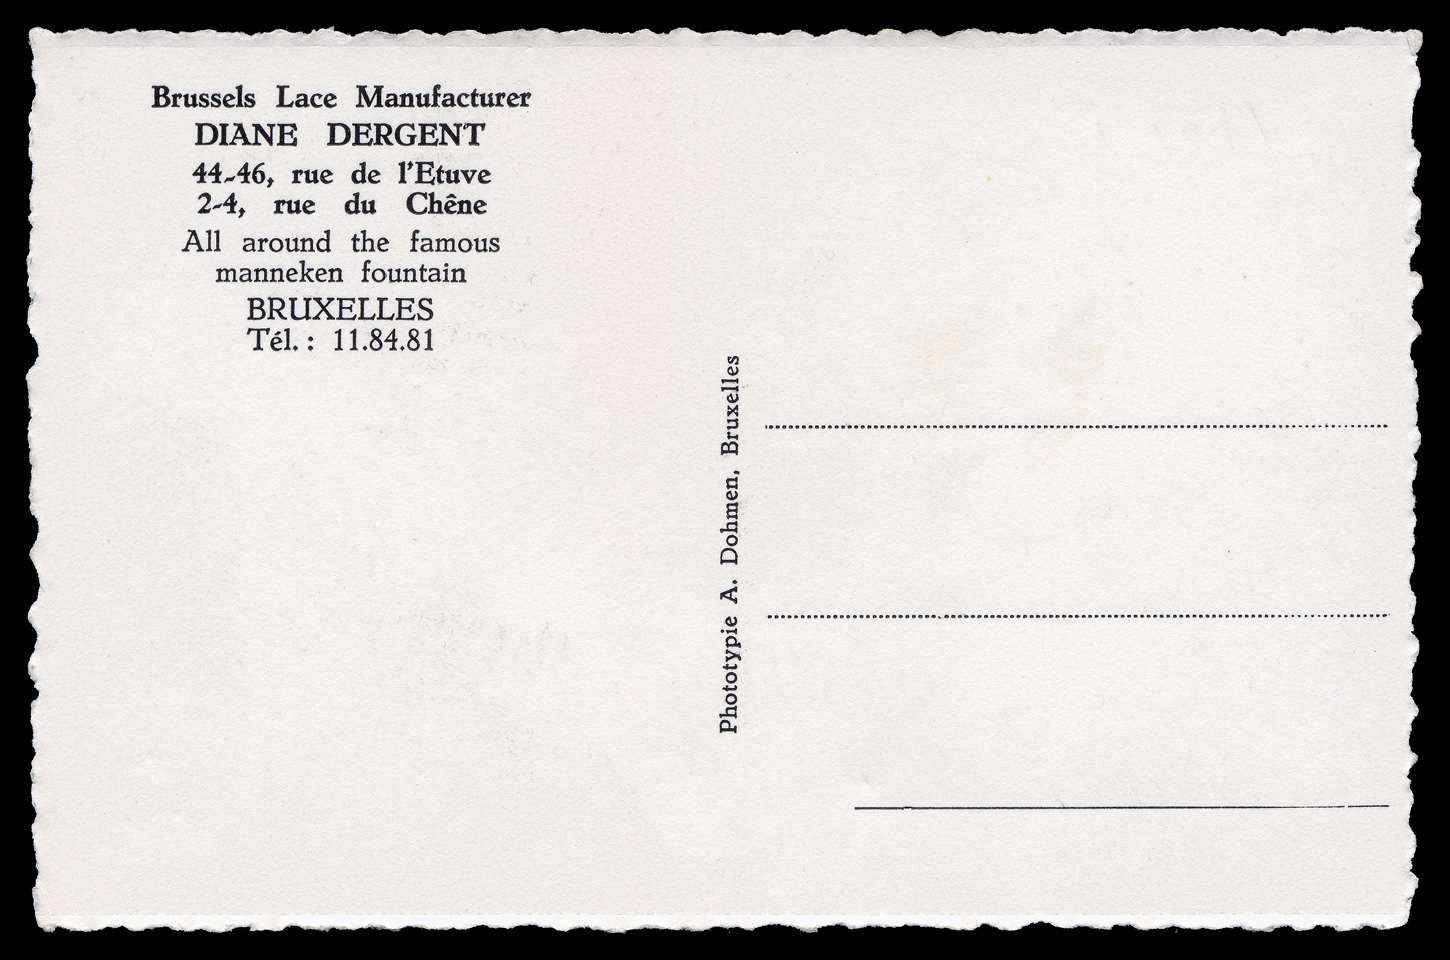 Brussels Lace Manufacturer
DIANE DERGENT
44-46, rue de l'Etuve
2-4, rue du Chêne
All around the famous
manneken fountain
BRUXELLES
Tél. : 11.84.81
Phototypie A. Dohmen, Bruxelles